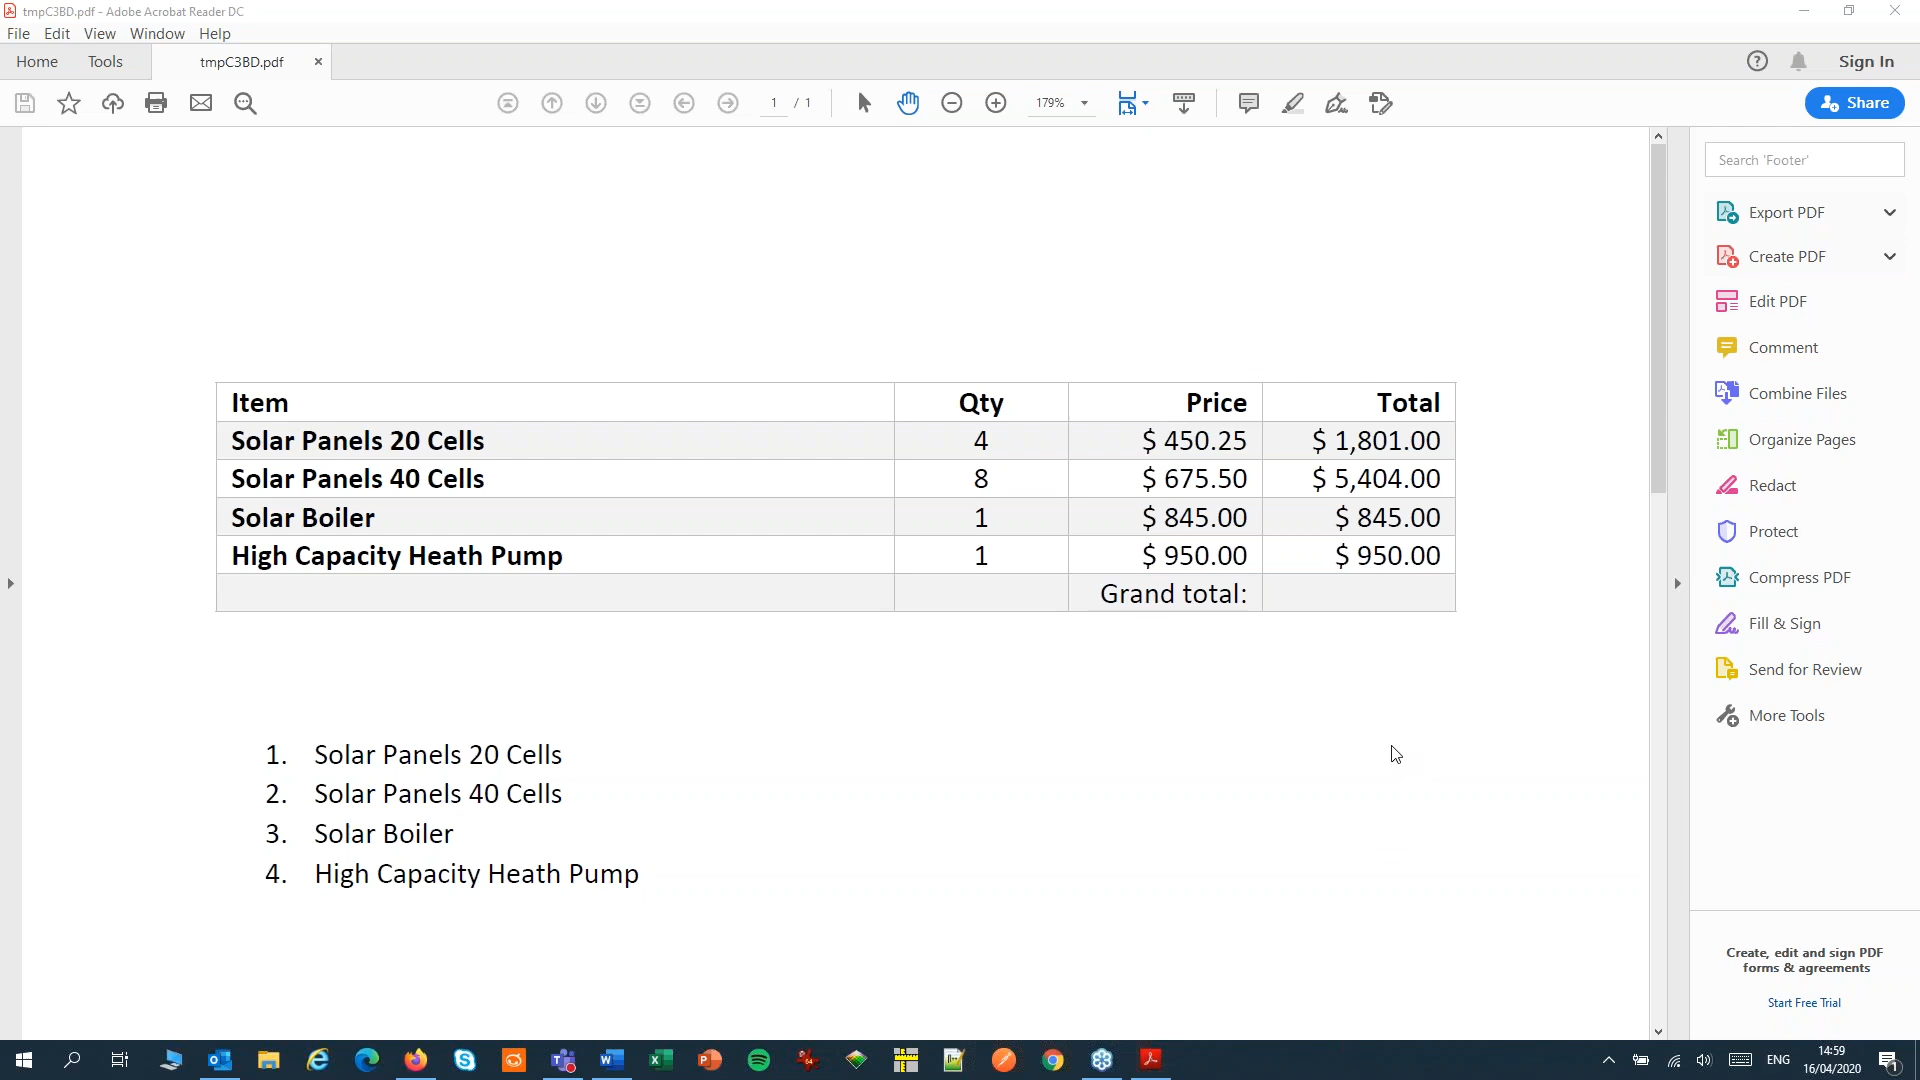 tmpC3BD.pdf - Adobe Acrobat Reader DC
File Edit View Window Help
Home Tools tmpC3BD.pdf × Sign In
1 / 1 179% Share
Search 'Footer'
Export PDF
Create PDF
Edit PDF
Comment
Combine Files
Organize Pages
Redact
Protect
Compress PDF
Fill & Sign
Send for Review
More Tools
Create, edit and sign PDF
forms & agreements
Start Free Trial
Item Qty Price Total
Solar Panels 20 Cells 4 $ 450.25 $ 1,801.00
Solar Panels 40 Cells 8 $ 675.50 $ 5,404.00
Solar Boiler 1 $ 845.00 $ 845.00
High Capacity Heath Pump 1 $ 950.00 $ 950.00
Grand total:
1. Solar Panels 20 Cells
2. Solar Panels 40 Cells
3. Solar Boiler
4. High Capacity Heath Pump
ENG 14:59
16/04/2020 1